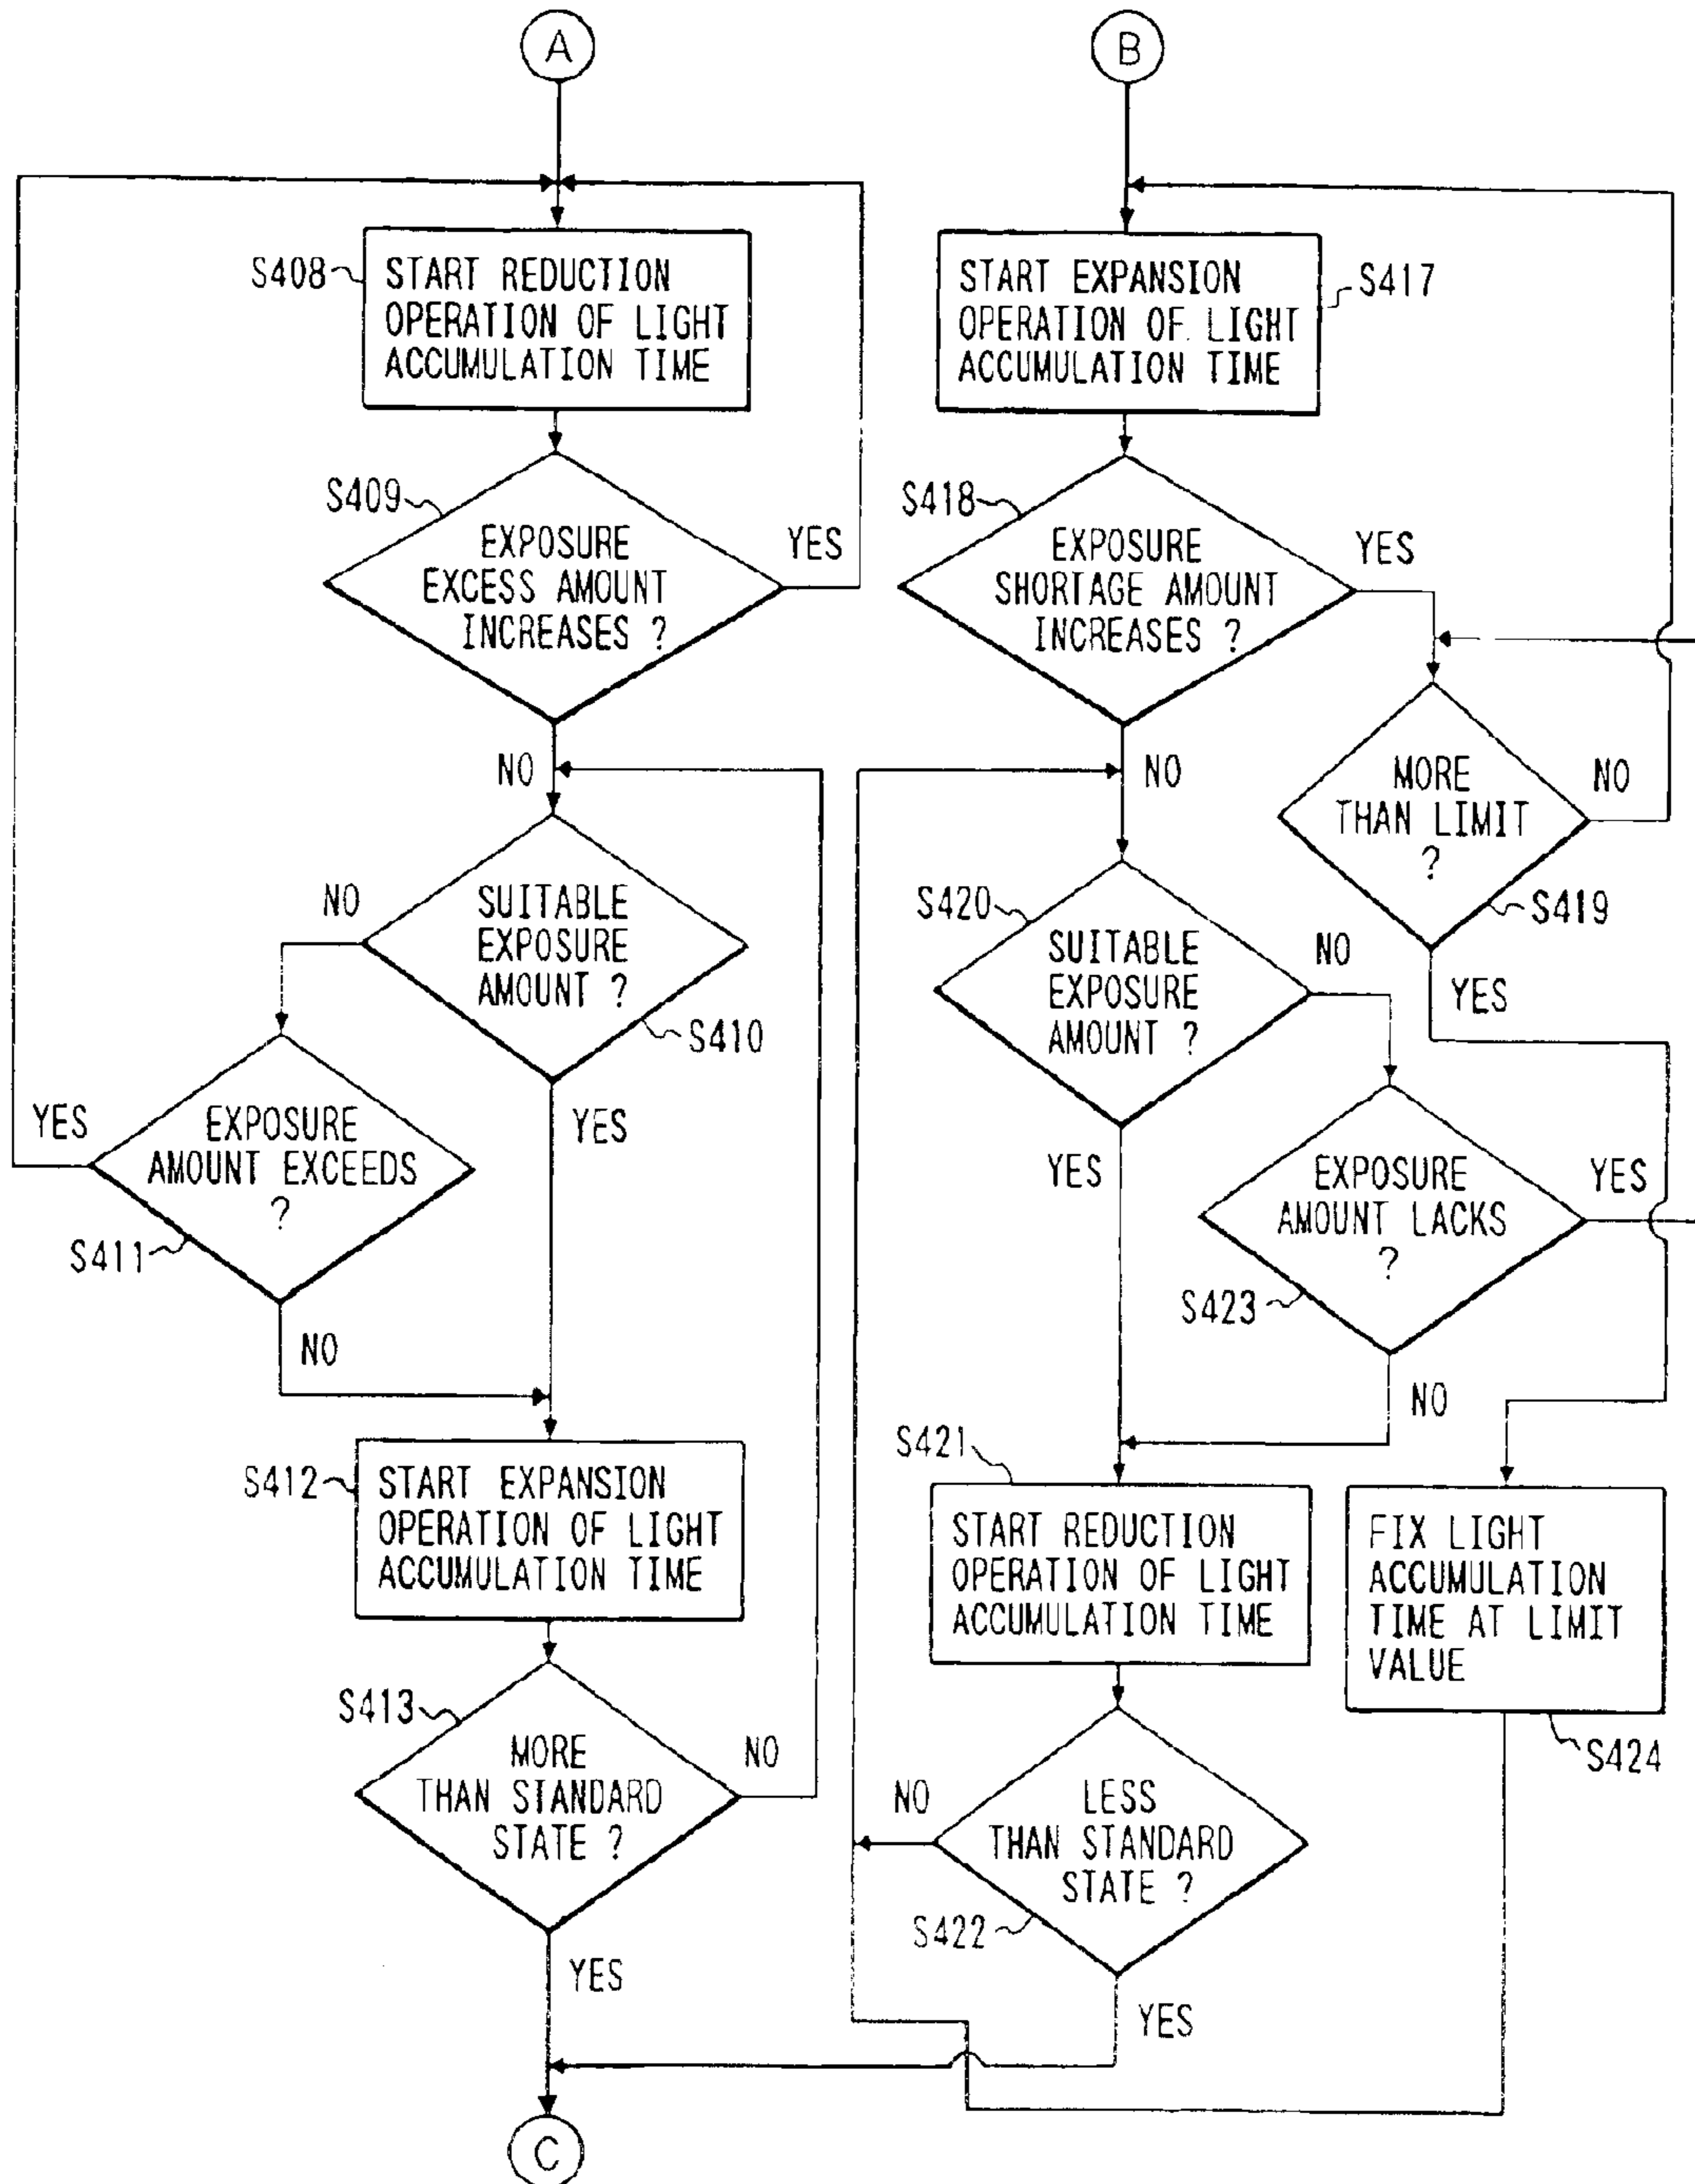 A
B
S408
START REDUCTION
OPERATION OF LIGHT
ACCUMULATION TIME
START EXPANSION
OPERATION OF LIGHT
ACCUMULATION TIME
S417
S409
EXPOSURE
EXCESS AMOUNT
INCREASES ?
YES
S418
EXPOSURE
SHORTAGE AMOUNT
INCREASES ?
YES
NO
NO
MORE
THAN LIMIT
?
NO
S419
YES
NO
SUITABLE
EXPOSURE
AMOUNT ?
S410
YES
S420
SUITABLE
EXPOSURE
AMOUNT ?
NO
YES
YES
EXPOSURE
AMOUNT EXCEEDS
?
S411
NO
EXPOSURE
AMOUNT LACKS
?
YES
S423
NO
S412
START EXPANSION
OPERATION OF LIGHT
ACCUMULATION TIME
S421
START REDUCTION
OPERATION OF LIGHT
ACCUMULATION TIME
FIX LIGHT
ACCUMULATION
TIME AT LIMIT
VALUE
S424
S413
MORE
THAN STANDARD
STATE ?
NO
YES
NO
LESS
THAN STANDARD
STATE ?
S422
YES
C